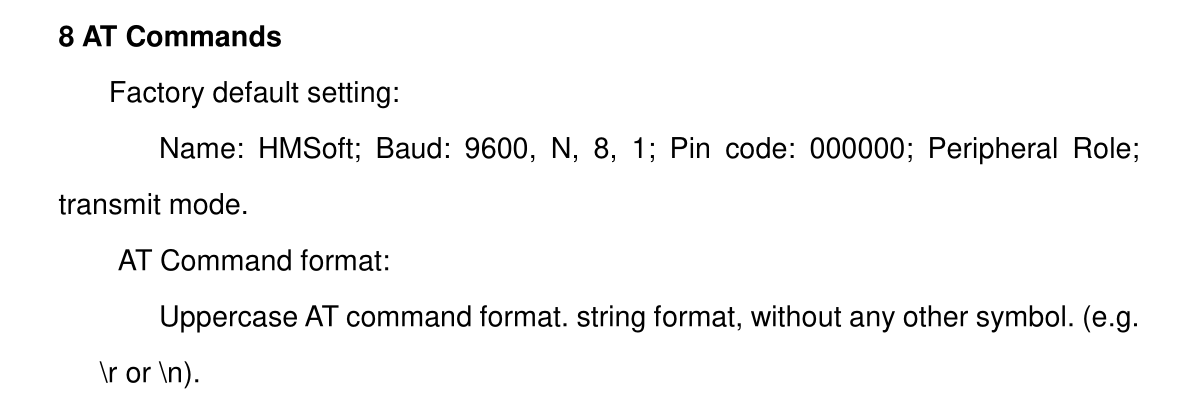 8 AT Commands
Factory default setting:
Name: HMSoft; Baud: 9600, N, 8, 1; Pin code: 000000; Peripheral Role;
transmit mode.
AT Command format:
Uppercase AT command format. string format, without any other symbol. (e.g.
\r or \n).